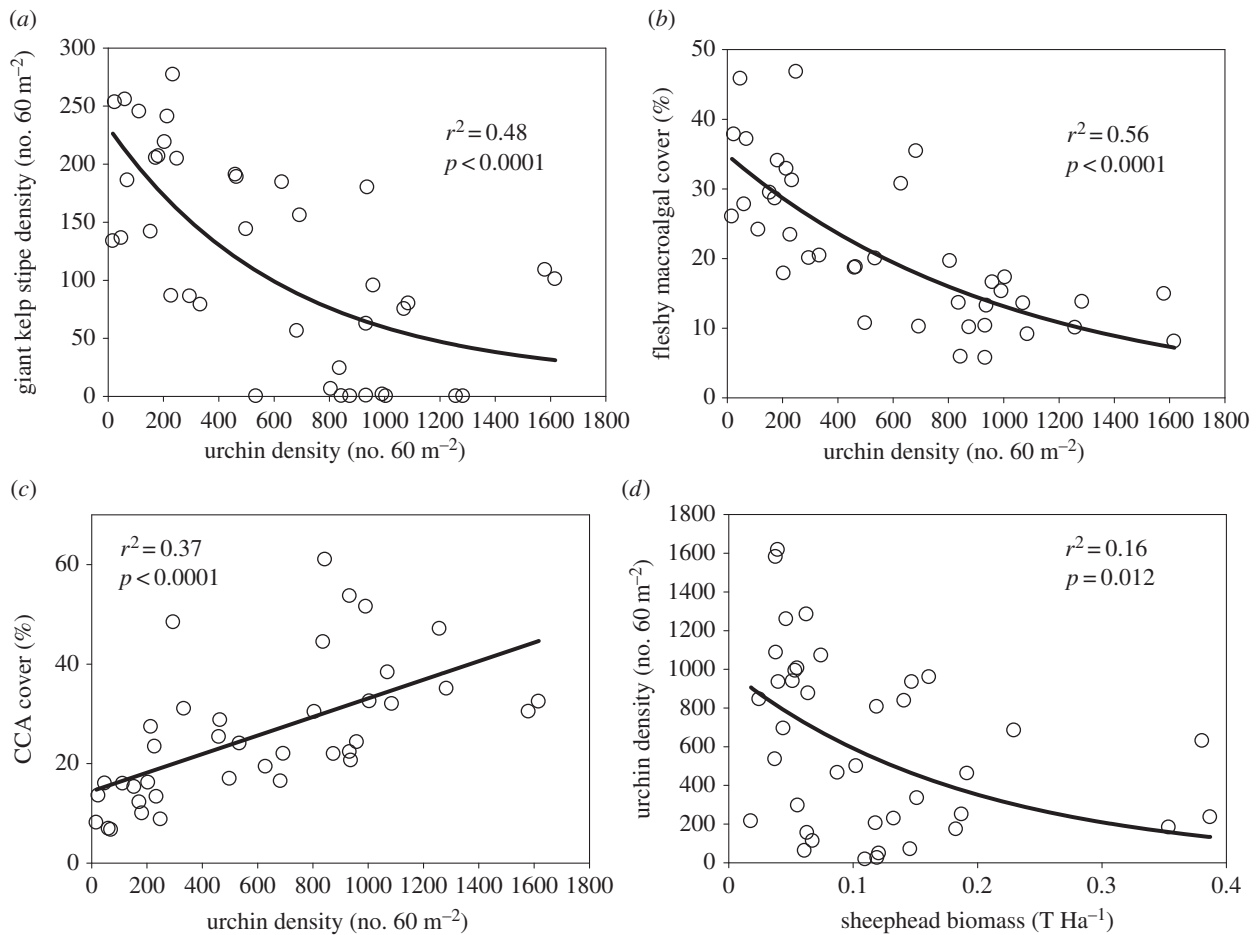 (a)
giant kelp stipe density (no. 60 m⁻²)
300
250
200
150
100
50
0
r² = 0.48
p < 0.0001
0 200 400 600 800 1000 1200 1400 1600 1800
urchin density (no. 60 m⁻²)
(b)
fleshy macroalgal cover (%)
50
40
30
20
10
0
r² = 0.56
p < 0.0001
0 200 400 600 800 1000 1200 1400 1600 1800
urchin density (no. 60 m⁻²)
(c)
CCA cover (%)
60
40
20
0
r² = 0.37
p < 0.0001
0 200 400 600 800 1000 1200 1400 1600 1800
urchin density (no. 60 m⁻²)
(d)
urchin density (no. 60 m⁻²)
1800
1600
1400
1200
1000
800
600
400
200
0
r² = 0.16
p = 0.012
0 0.1 0.2 0.3 0.4
sheephead biomass (T Ha⁻¹)